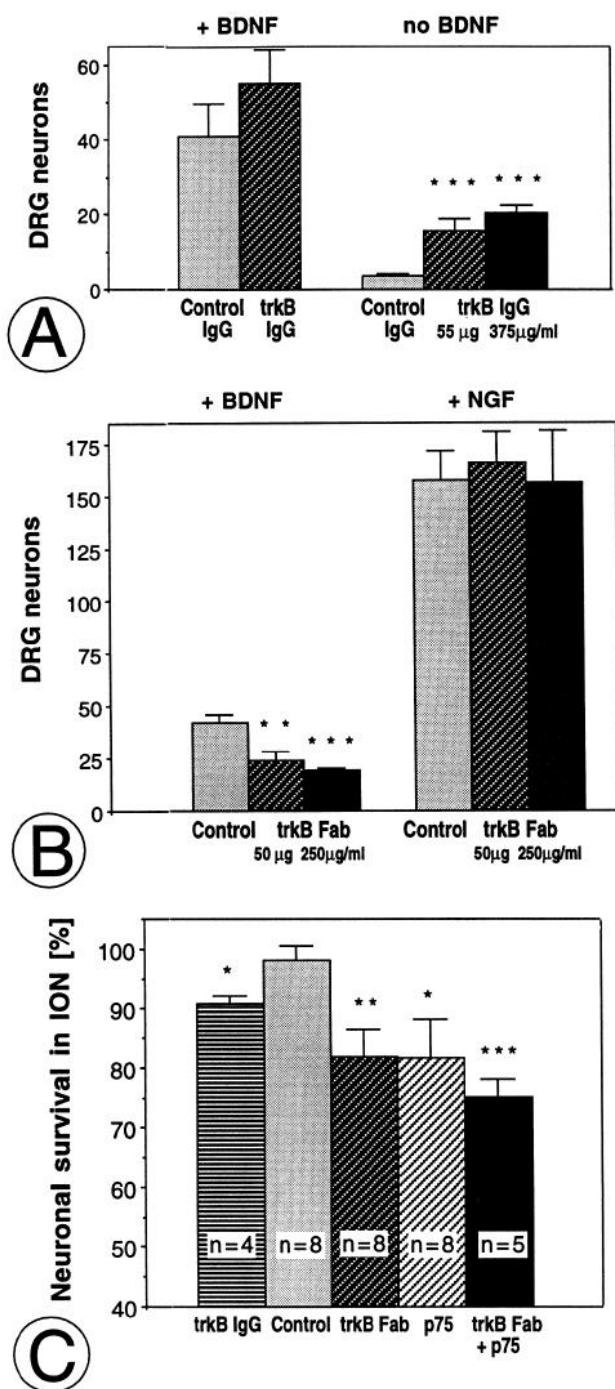 + BDNF no BDNF
DRG neurons
60
40
20
0
* * * * * *
Control IgG trkB IgG Control IgG trkB IgG
55 µg 375µg/ml
A
+ BDNF + NGF
DRG neurons
175
150
125
100
75
50
25
0
* * * * *
Control trkB Fab Control trkB Fab
50 µg 250µg/ml 50µg 250µg/ml
B
Neuronal survival in ION [%]
100
90
80
70
60
50
40
* ** * ***
n=4 n=8 n=8 n=8 n=5
trkB IgG Control trkB Fab p75 trkB Fab
+ p75
C